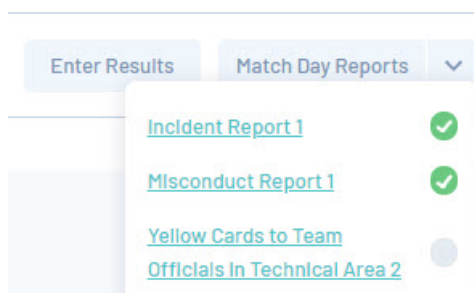 Enter Results
Match Day Reports
Incident Report 1
Misconduct Report 1
Yellow Cards to Team
Officials in Technical Area 2